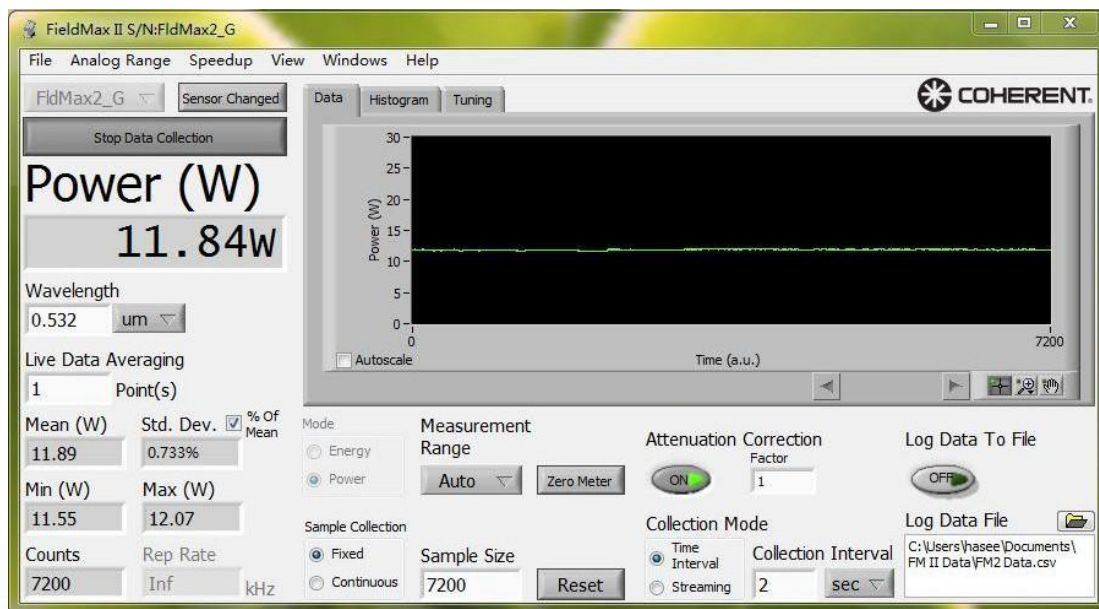 FieldMax II S/N:FldMax2_G
File Analog Range Speedup View Windows Help
FldMax2_G Sensor Changed
Stop Data Collection
Power (W)
11.84W
Wavelength
0.532 um
Live Data Averaging
1 Point(s)
Mean (W) Std. Dev. % Of Mean
11.89 0.733%
Min (W) Max (W)
11.55 12.07
Counts Rep Rate
7200 Inf kHz
Data Histogram Tuning
COHERENT.
30
25
20
15
10
5
0
Power (W)
0 7200
Autoscale Time (a.u.)
Mode
Energy
Power
Measurement
Range
Auto Zero Meter
Attenuation Correction
Factor
ON 1
Log Data To File
OFF
Sample Collection
Fixed
Continuous
Sample Size
7200 Reset
Collection Mode
Time
Interval
Streaming
Collection Interval
2 sec
Log Data File
C:\Users\hasee\Documents\
FM II Data\FM2 Data.csv